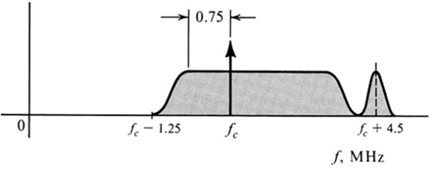 0.75
0
f_c − 1.25
f_c
f_c + 4.5
f, MHz